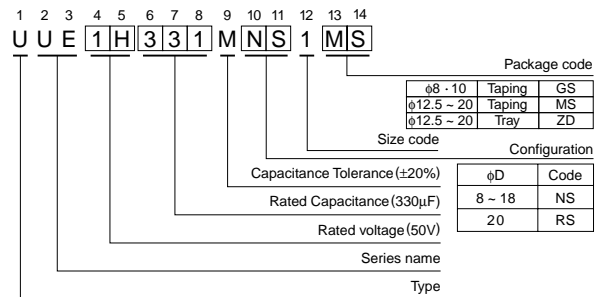 1 2 3 4 5 6 7 8 9 10 11 12 13 14
U U E 1 H 3 3 1 M N S 1 M S
Package code
ϕ8 · 10 Taping GS
ϕ12.5 ~ 20 Taping MS
ϕ12.5 ~ 20 Tray ZD
Size code
Configuration
ϕD Code
8 ~ 18 NS
20 RS
Capacitance Tolerance (±20%)
Rated Capacitance (330μF)
Rated voltage (50V)
Series name
Type